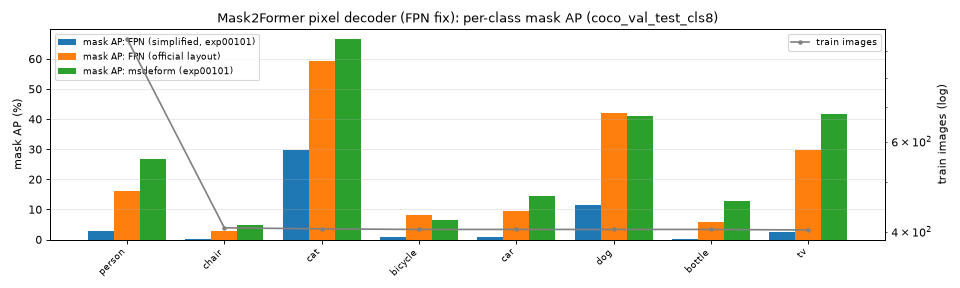 Mask2Former pixel decoder (FPN fix): per-class mask AP (coco_val_test_cls8)
mask AP: FPN (simplified, exp00101)
mask AP: FPN (official layout)
mask AP: msdeform (exp00101)
train images
mask AP (%)
60
50
40
30
20
10
0
6 × 10²
4 × 10²
train images (log)
person
chair
cat
bicycle
car
dog
bottle
tv